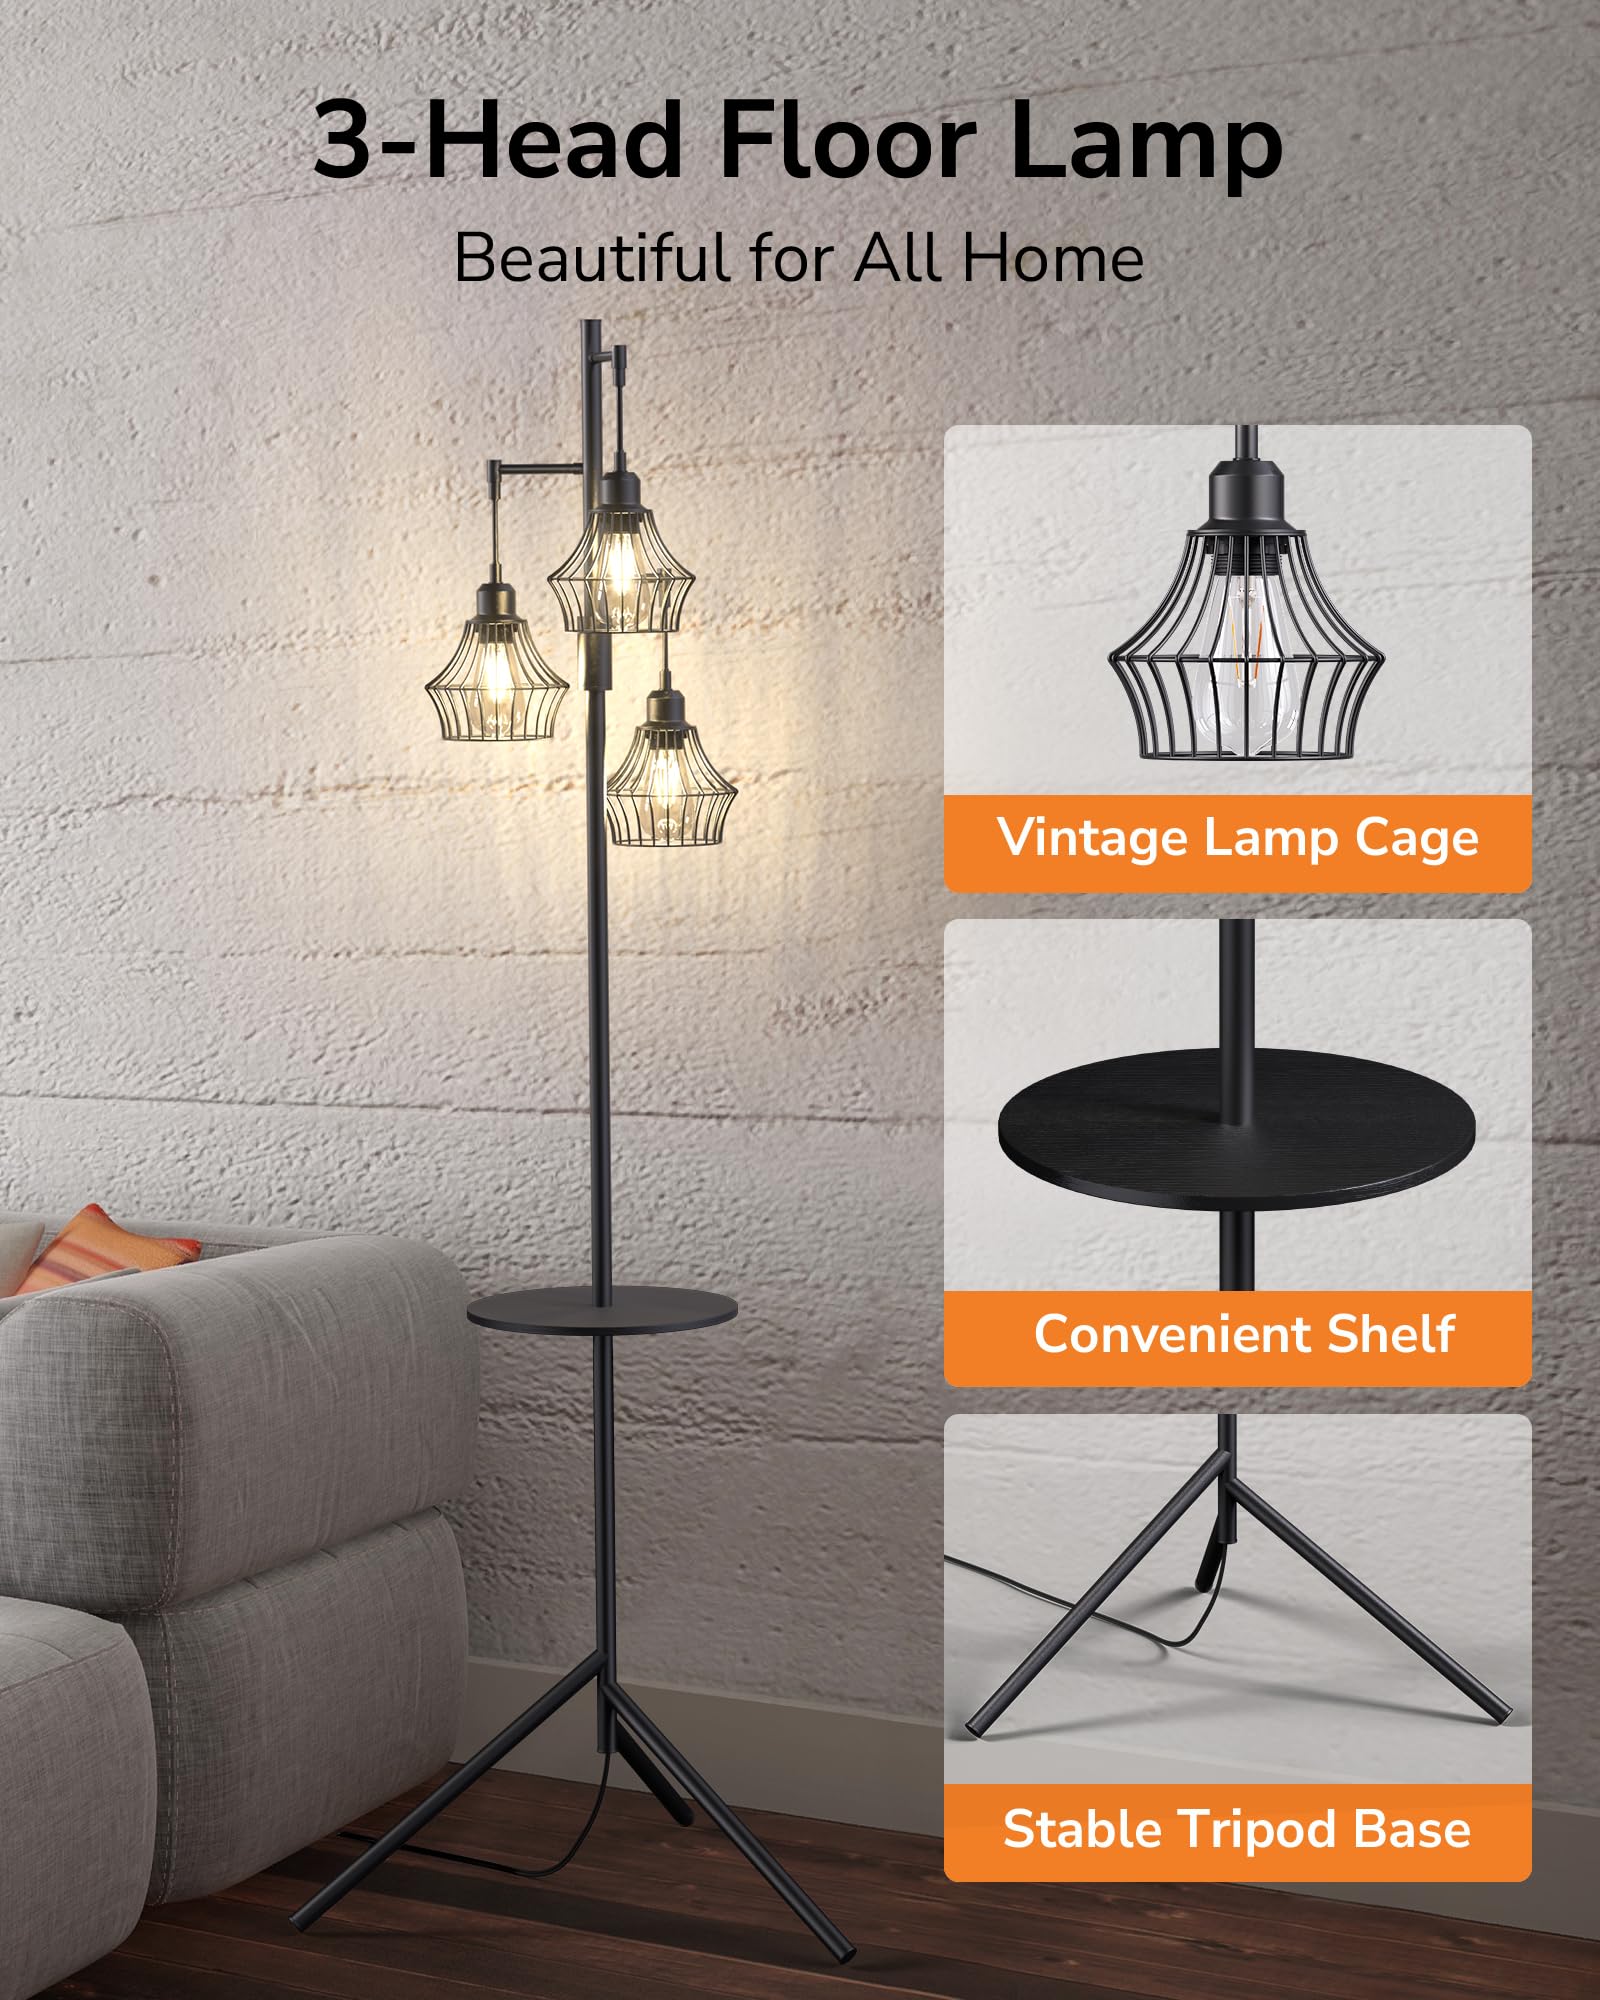 3-Head Floor Lamp
Beautiful for All Home
Vintage Lamp Cage
Convenient Shelf
Stable Tripod Base